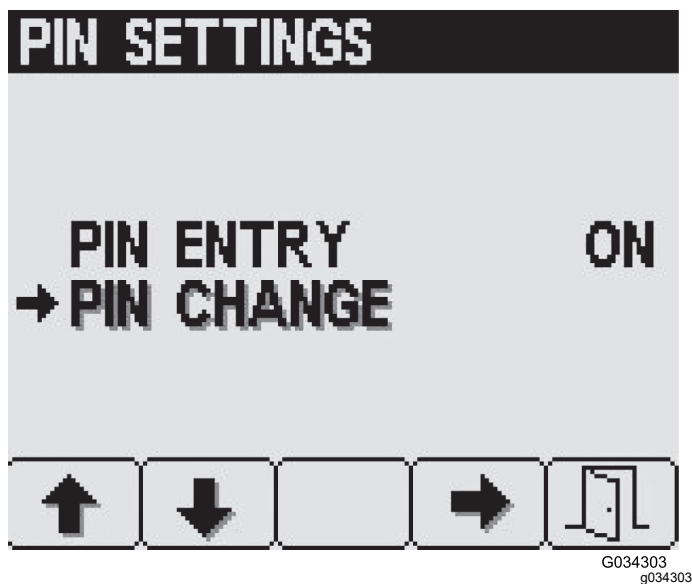 PIN SETTINGS
PIN ENTRY ON
PIN CHANGE
G034303
g034303